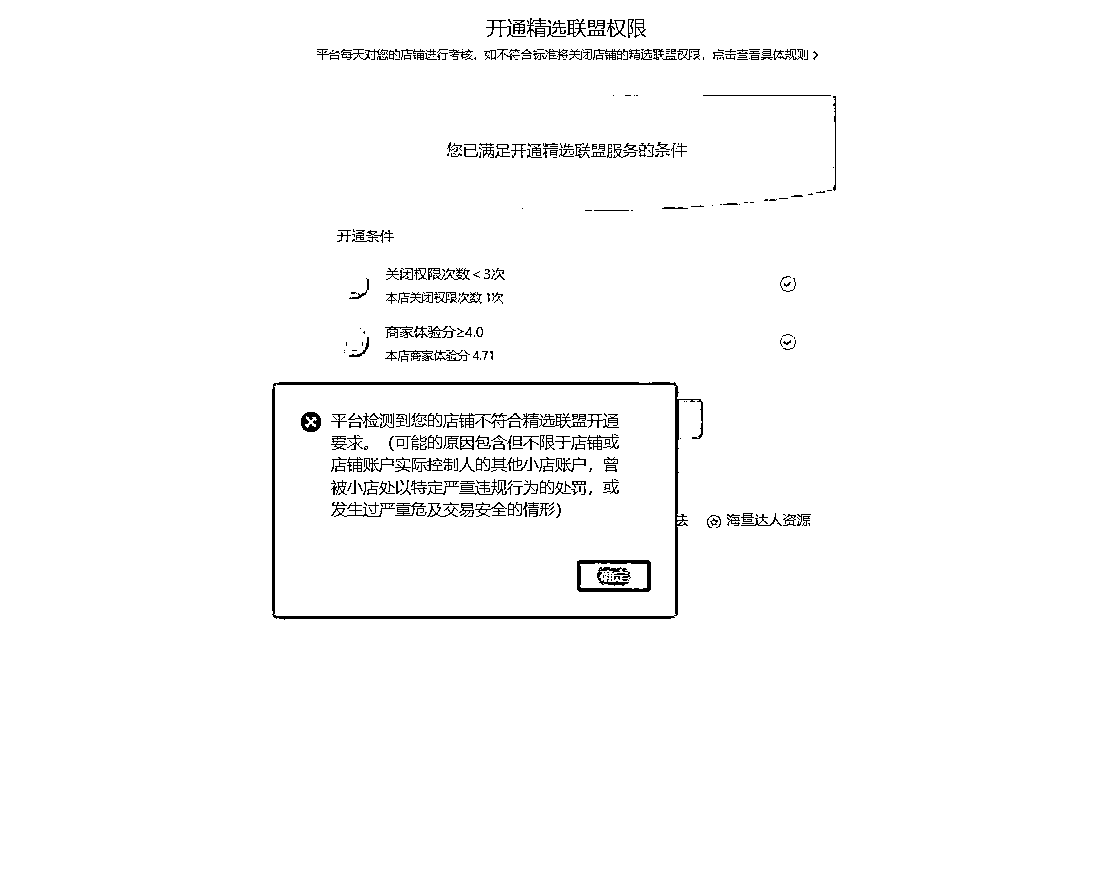 开通精选联盟权限
平台每天对您的店铺进行考核，如不符合标准将关闭店铺的精选联盟权限，点击查看具体规则 >
您已满足开通精选联盟服务的条件
开通条件
关闭权限次数 < 3次
本店关闭权限次数 1次
商家体验分≥4.0
本店商家体验分 4.71
平台检测到您的店铺不符合精选联盟开通
要求。（可能的原因包含但不限于店铺或
店铺账户实际控制人的其他小店账户，曾
被小店处以特定严重违规行为的处罚，或
发生过严重危及交易安全的情形）
法 海量达人资源
确定